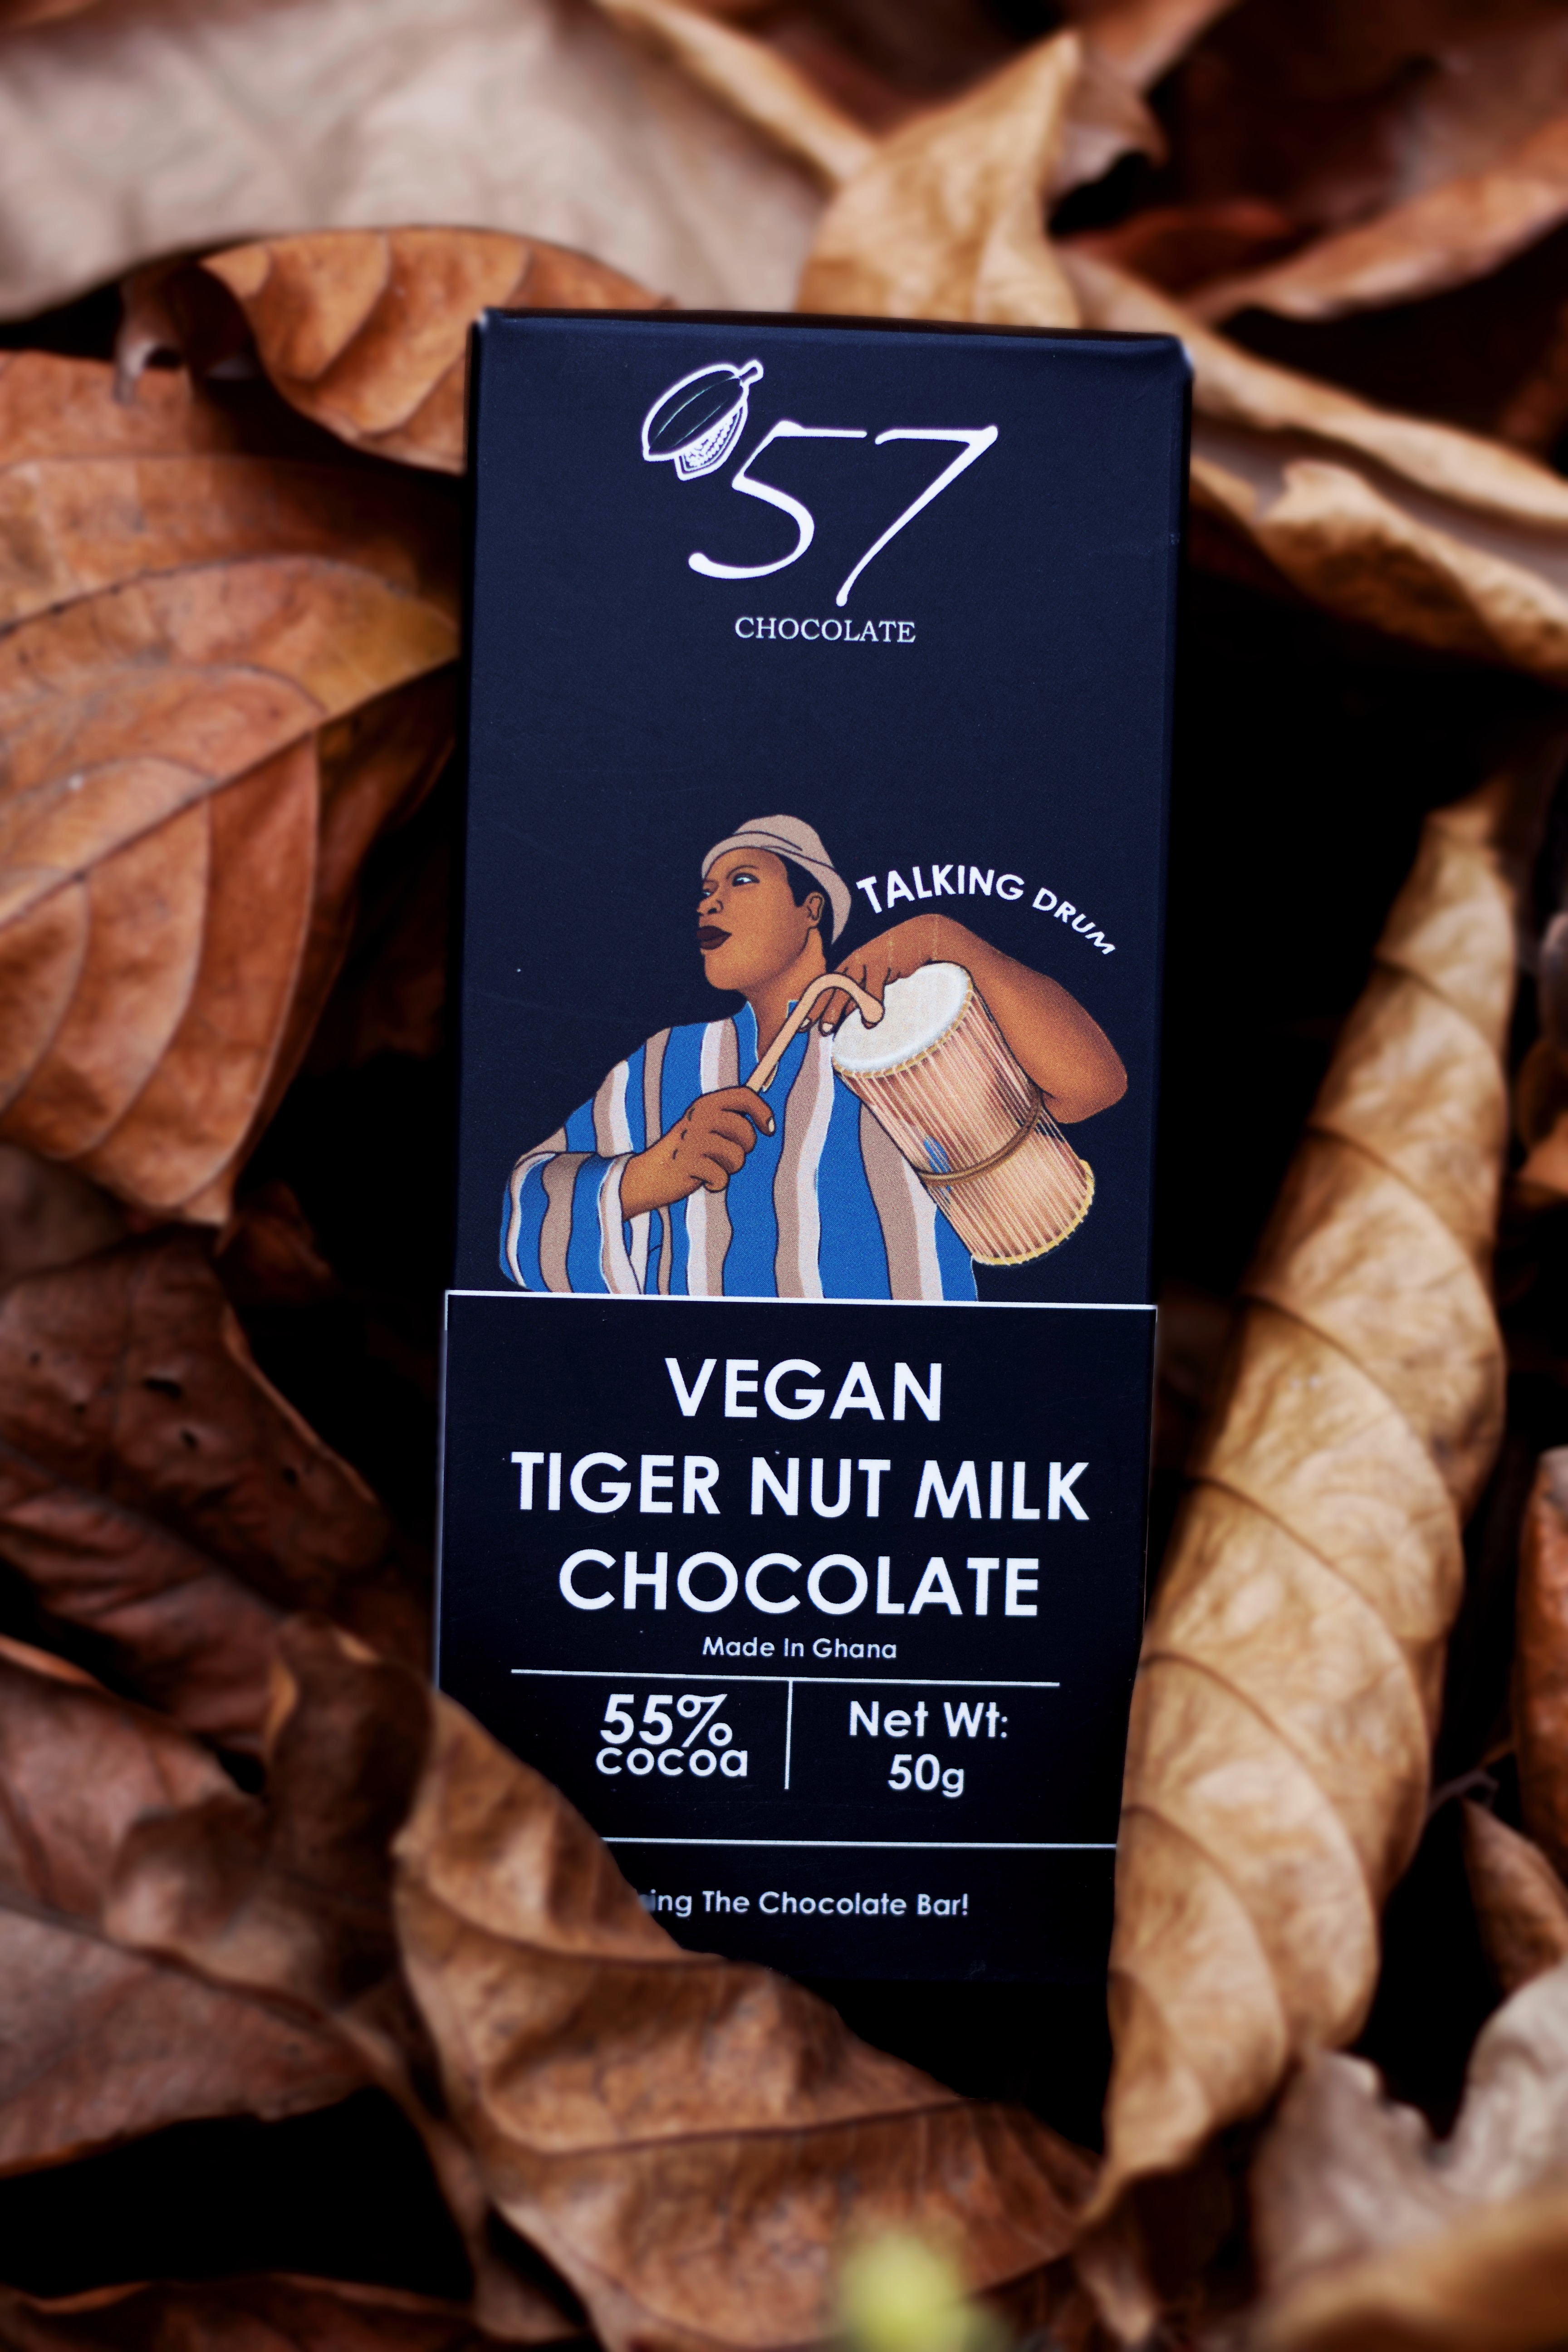 '57
CHOCOLATE
TALKING DRUM
VEGAN
TIGER NUT MILK
CHOCOLATE
Made In Ghana
55%
cocoa
Net Wt:
50g
The Chocolate Bar!